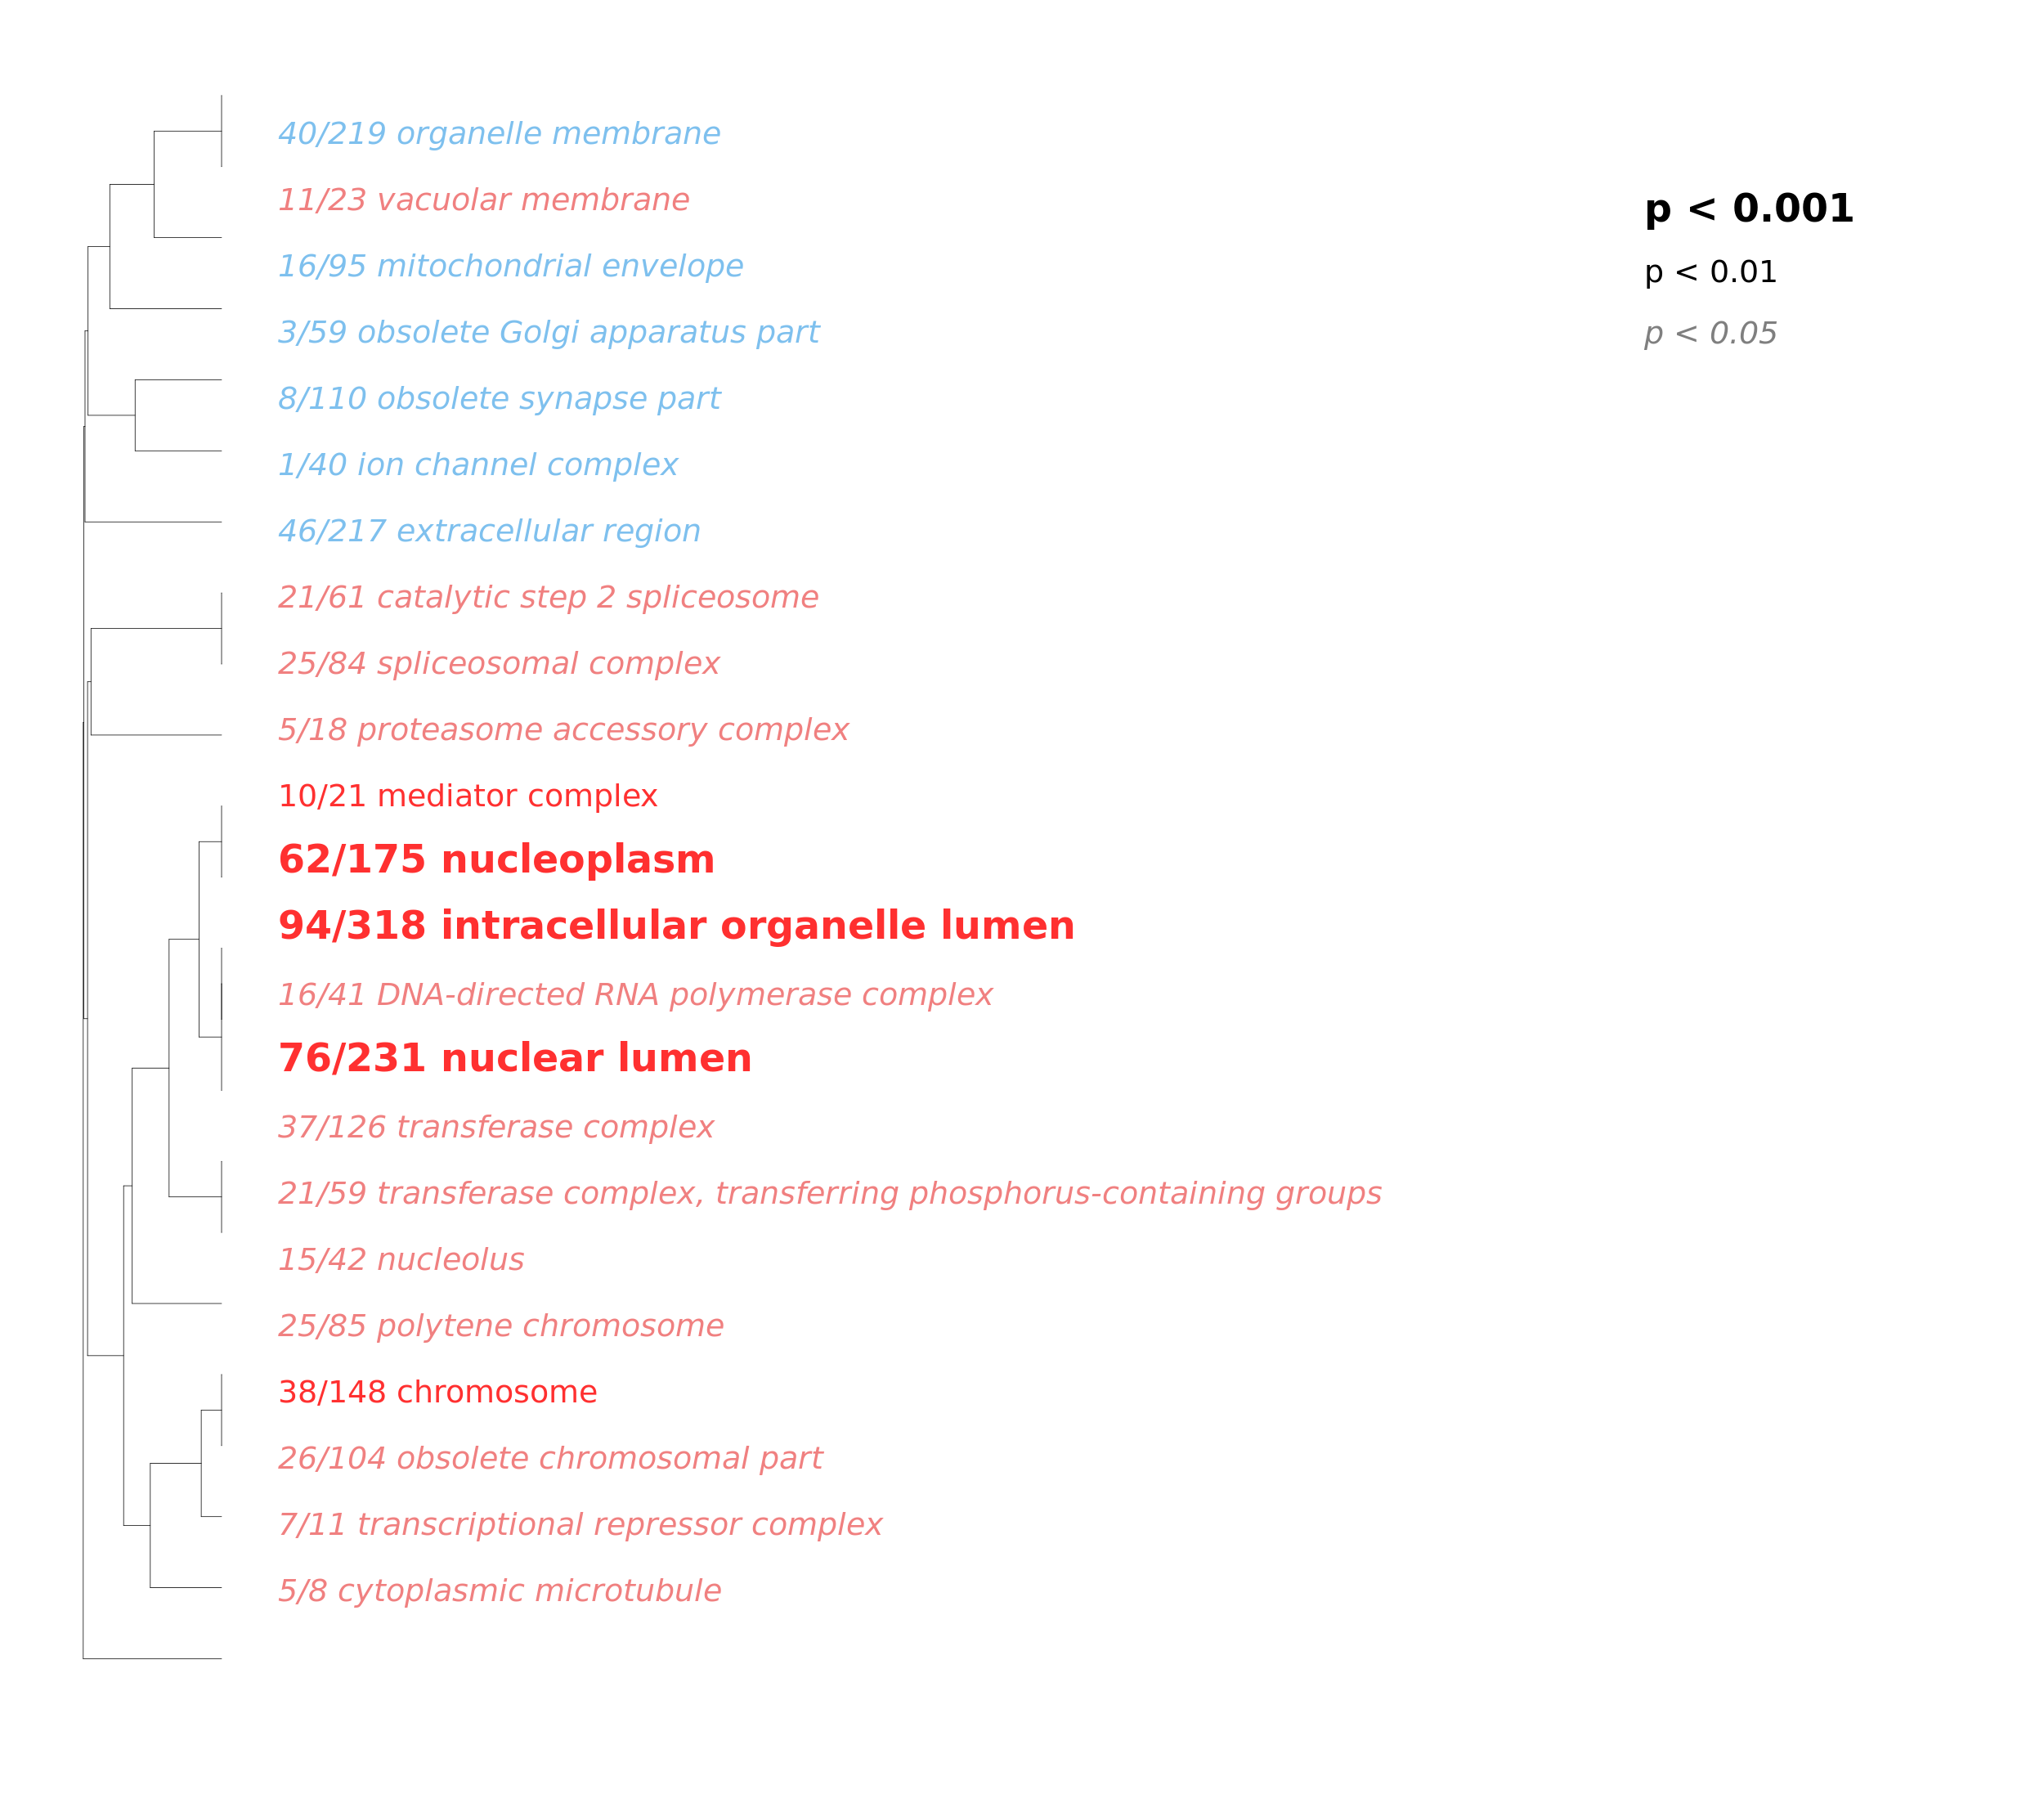 40/219 organelle membrane
11/23 vacuolar membrane
p < 0.001
16/95 mitochondrial envelope
p < 0.01
3/59 obsolete Golgi apparatus part
p < 0.05
8/110 obsolete synapse part
1/40 ion channel complex
46/217 extracellular region
21/61 catalytic step 2 spliceosome
25/84 spliceosomal complex
5/18 proteasome accessory complex
10/21 mediator complex
62/175 nucleoplasm
94/318 intracellular organelle lumen
16/41 DNA-directed RNA polymerase complex
76/231 nuclear lumen
37/126 transferase complex
21/59 transferase complex, transferring phosphorus-containing groups
15/42 nucleolus
25/85 polytene chromosome
38/148 chromosome
26/104 obsolete chromosomal part
7/11 transcriptional repressor complex
5/8 cytoplasmic microtubule